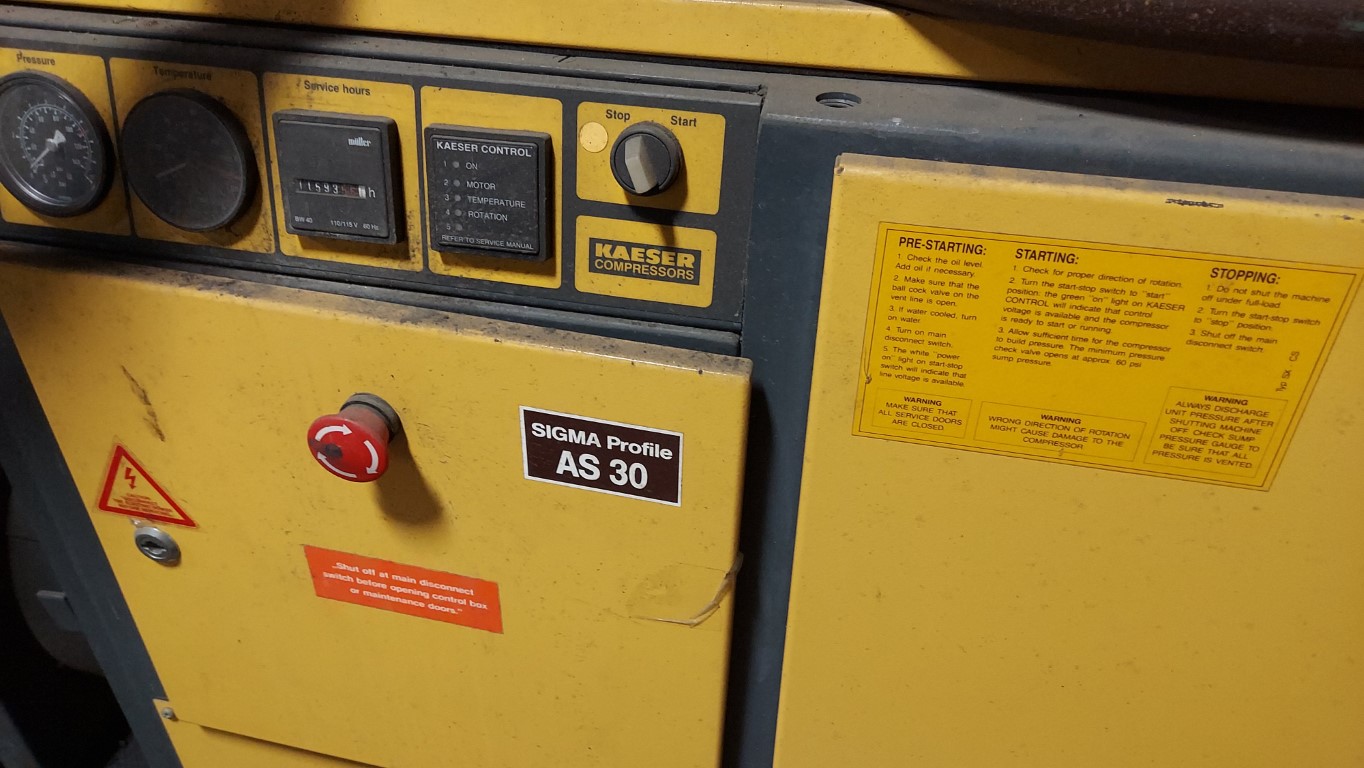 Pressure
Temperature
Service hours
müller
h
BW 40 110/115 V 60 Hz
KAESER CONTROL
1 ON
2 MOTOR
3 TEMPERATURE
4 ROTATION
5
REFER TO SERVICE MANUAL
Stop Start
KAESER
COMPRESSORS
SIGMA Profile
AS 30
„Shut off at main disconnect
switch before opening control box
or maintenance doors."
PRE-STARTING:
1. Check the oil level.
Add oil if necessary.
2. Make sure that the
ball cock valve on the
vent line is open.
3. If water cooled, turn
on water.
4. Turn on main
disconnect switch.
5. The white "power
on" light on start-stop
switch will indicate that
line voltage is available.
WARNING
MAKE SURE THAT
ALL SERVICE DOORS
ARE CLOSED.
STARTING:
1. Check for proper direction of rotation.
2. Turn the start-stop switch to "start"
position: the green "on" light on KAESER
CONTROL will indicate that control
voltage is available and the compressor
is ready to start or running.
3. Allow sufficient time for the compressor
to build pressure. The minimum pressure
check valve opens at approx. 60 psi
sump pressure.
WARNING
WRONG DIRECTION OF ROTATION
MIGHT CAUSE DAMAGE TO THE
COMPRESSOR.
STOPPING:
1. Do not shut the machine
off under full-load.
2. Turn the start-stop switch
to "stop" position.
3. Shut off the main
disconnect switch.
WARNING
ALWAYS DISCHARGE
UNIT PRESSURE AFTER
SHUTTING MACHINE
OFF. CHECK SUMP
PRESSURE GAUGE TO
BE SURE THAT ALL
PRESSURE IS VENTED.